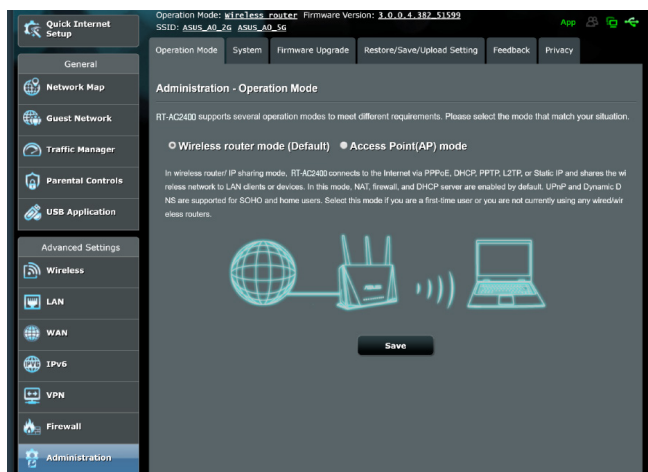 Quick Internet
Setup
Operation Mode: Wireless router Firmware Version: 3.0.0.4.382_51599
SSID: ASUS_A0_2G ASUS_A0_5G
App
Operation Mode System Firmware Upgrade Restore/Save/Upload Setting Feedback Privacy
General
Network Map
Guest Network
Traffic Manager
Parental Controls
USB Application
Advanced Settings
Wireless
LAN
WAN
IPv6
VPN
Firewall
Administration
Administration - Operation Mode
RT-AC2400 supports several operation modes to meet different requirements. Please select the mode that match your situation.
Wireless router mode (Default) Access Point(AP) mode
In wireless router/ IP sharing mode, RT-AC2400 connects to the Internet via PPPoE, DHCP, PPTP, L2TP, or Static IP and shares the wi
reless network to LAN clients or devices. In this mode, NAT, firewall, and DHCP server are enabled by default. UPnP and Dynamic D
NS are supported for SOHO and home users. Select this mode if you are a first-time user or you are not currently using any wired/wir
eless routers.
ASUS
Save